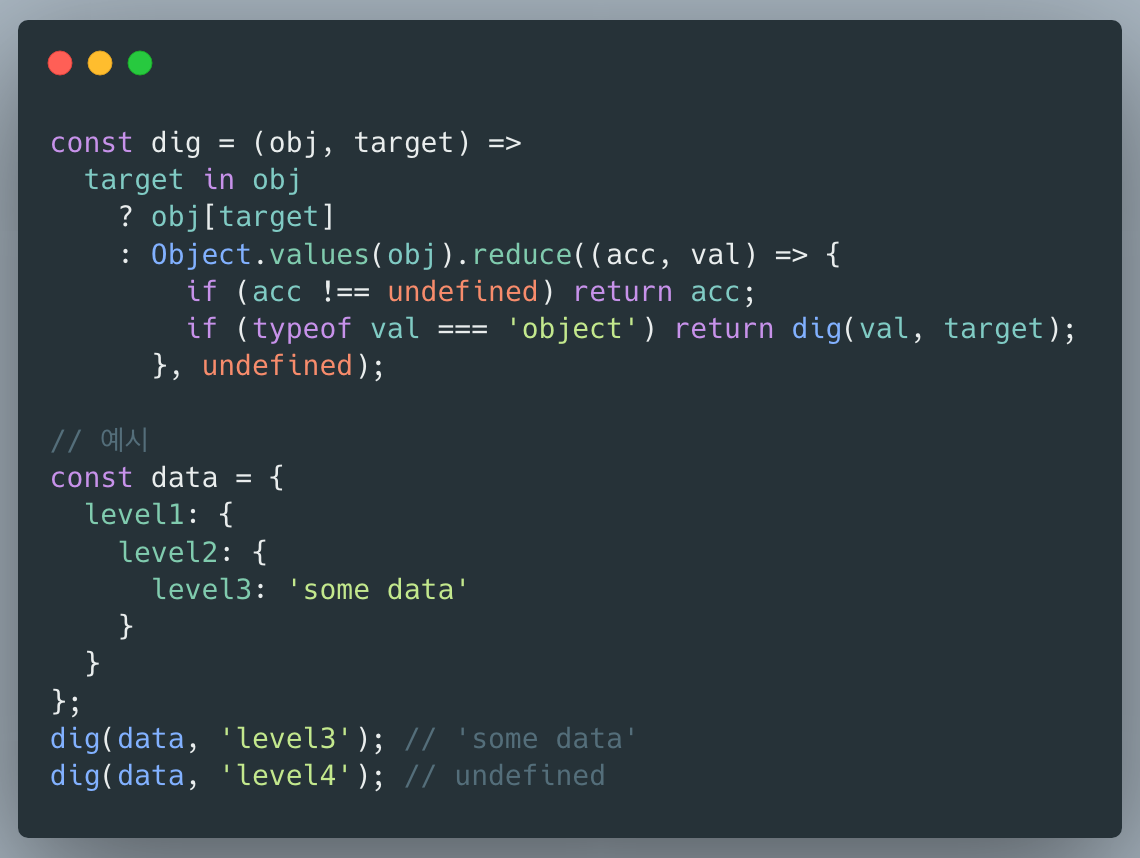 const dig = (obj, target) =>
  target in obj
    ? obj[target]
    : Object.values(obj).reduce((acc, val) => {
        if (acc !== undefined) return acc;
        if (typeof val === 'object') return dig(val, target);
      }, undefined);

// 예시
const data = {
  level1: {
    level2: {
      level3: 'some data'
    }
  }
};
dig(data, 'level3'); // 'some data'
dig(data, 'level4'); // undefined